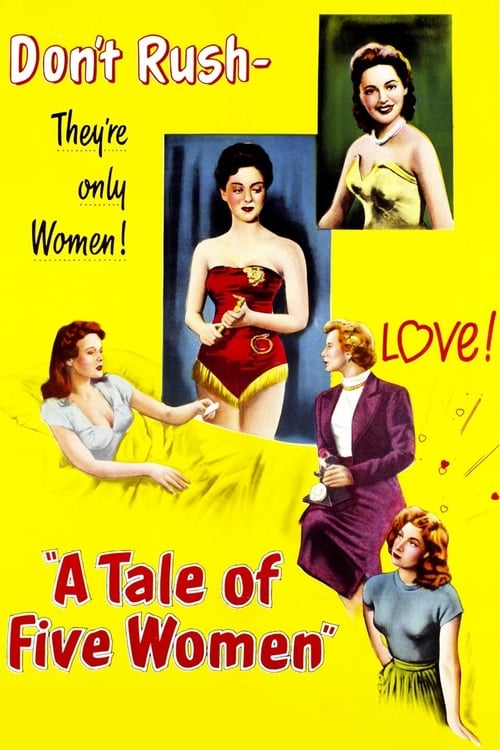 Don't Rush-
They're
only
Women!
LOVE!
"A Tale of
Five Women"